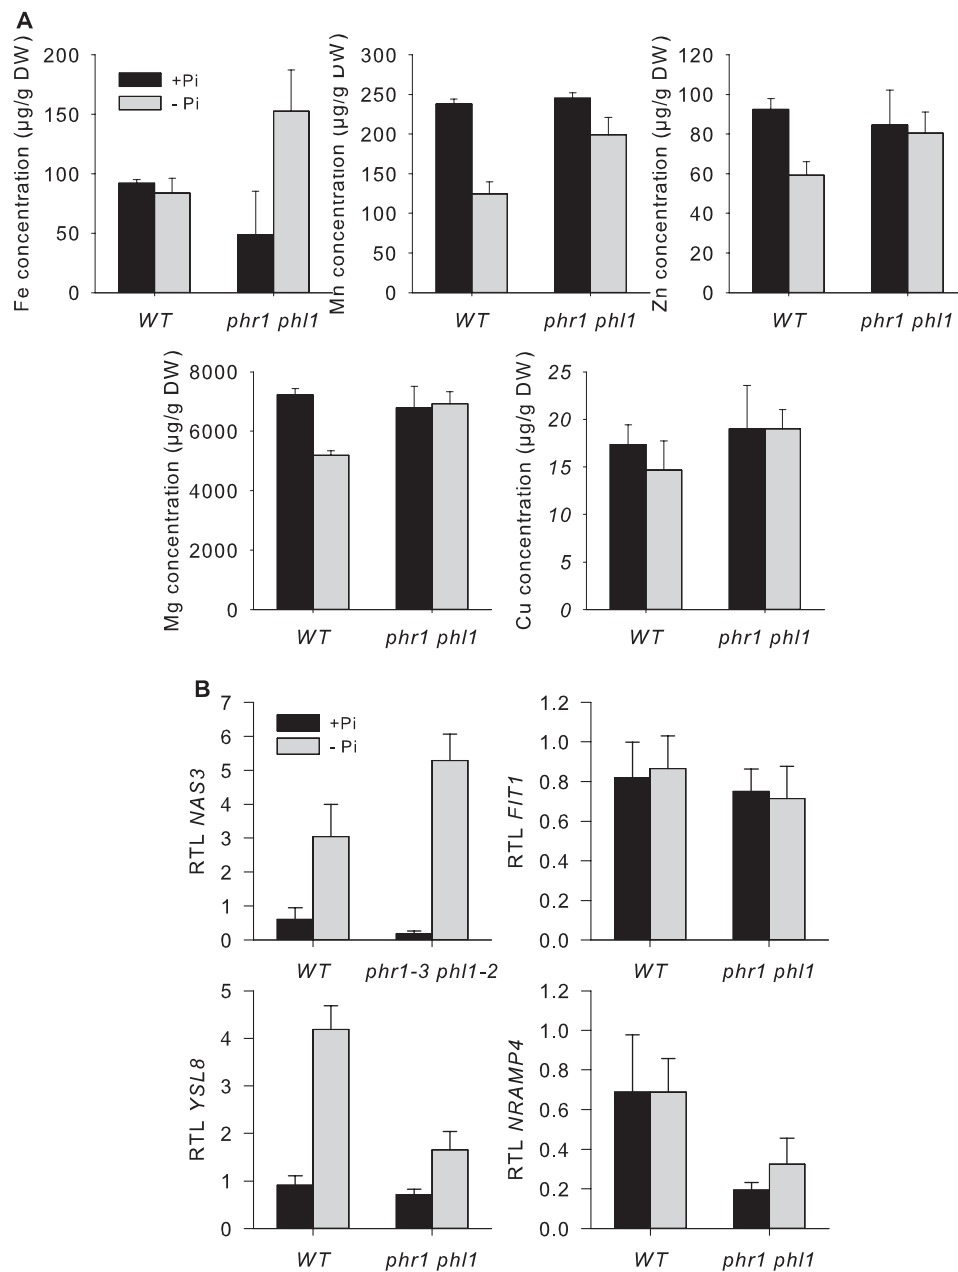 A
Fe concentration (µg/g DW)
200
150
100
50
0
+Pi
- Pi
WT phr1 phl1
Mn concentration (µg/g DW)
300
250
200
150
100
50
0
WT phr1 phl1
Zn concentration (µg/g DW)
120
100
80
60
40
20
0
WT phr1 phl1
Mg concentration (µg/g DW)
8000
6000
4000
2000
0
WT phr1 phl1
Cu concentration (µg/g DW)
25
20
15
10
5
0
WT phr1 phl1
B
RTL NAS3
7
6
5
4
3
2
1
0
+Pi
- Pi
WT phr1-3 phl1-2
RTL FIT1
1.2
1.0
0.8
0.6
0.4
0.2
0.0
WT phr1 phl1
RTL YSL8
5
4
3
2
1
0
WT phr1 phl1
RTL NRAMP4
1.2
1.0
0.8
0.6
0.4
0.2
0.0
WT phr1 phl1